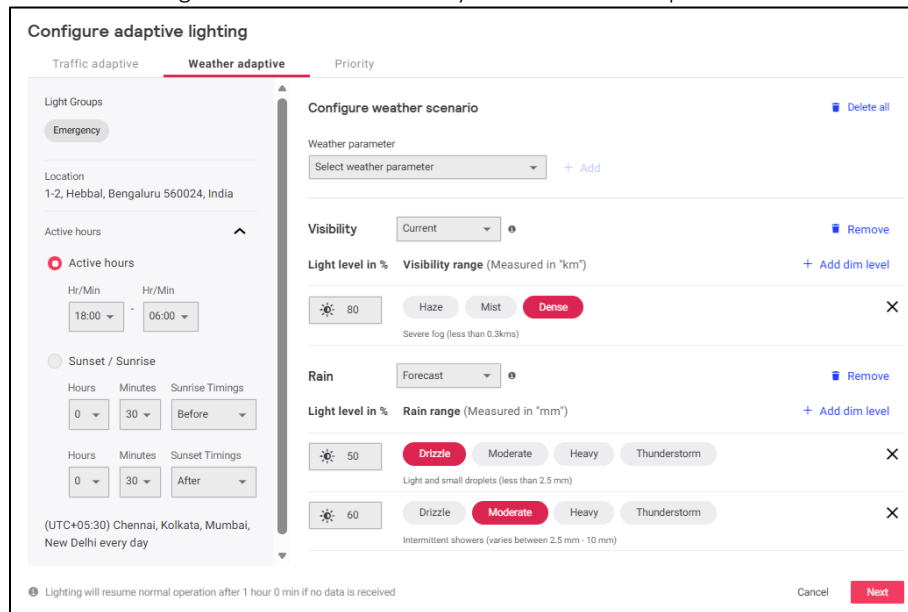 Configure adaptive lighting
Traffic adaptive Weather adaptive Priority
Light Groups
Emergency
Location
1-2, Hebbal, Bengaluru 560024, India
Active hours
Active hours
Hr/Min Hr/Min
18:00 - 06:00
Sunset / Sunrise
Hours Minutes Sunrise Timings
0 30 Before
Hours Minutes Sunset Timings
0 30 After
(UTC+05:30) Chennai, Kolkata, Mumbai,
New Delhi every day
Configure weather scenario Delete all
Weather parameter
Select weather parameter + Add
Visibility Current Remove
Light level in % Visibility range (Measured in "km") + Add dim level
80 Haze Mist Dense
Severe fog (less than 0.3kms)
Rain Forecast Remove
Light level in % Rain range (Measured in "mm") + Add dim level
50 Drizzle Moderate Heavy Thunderstorm
Light and small droplets (less than 2.5 mm)
60 Drizzle Moderate Heavy Thunderstorm
Intermittent showers (varies between 2.5 mm - 10 mm)
Lighting will resume normal operation after 1 hour 0 min if no data is received
Cancel Next